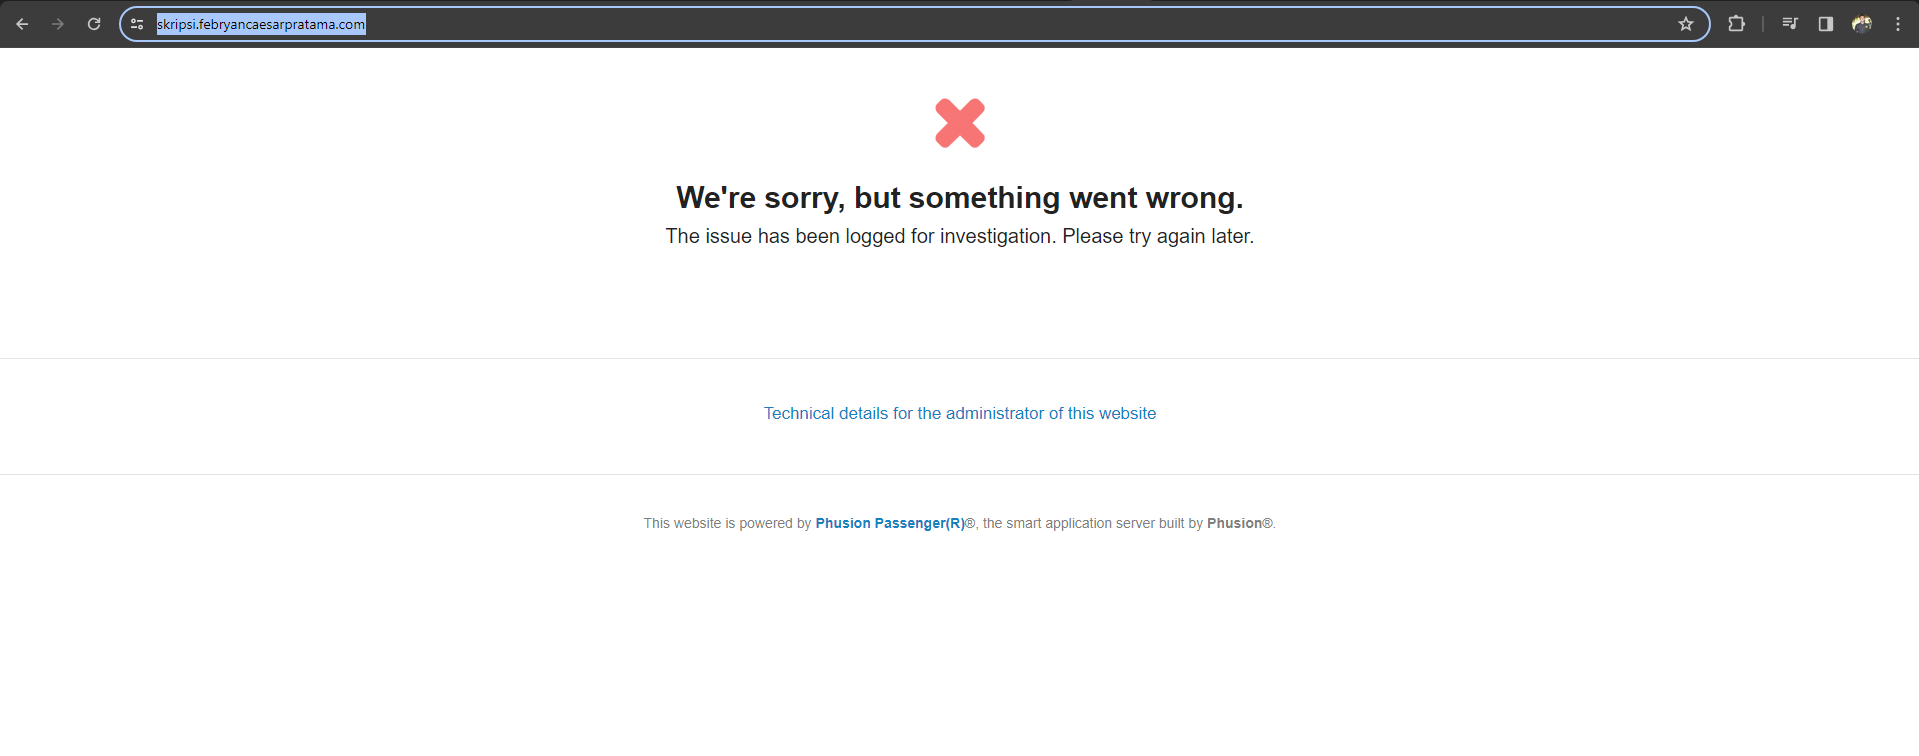 skripsi.febryancaesarpratama.com
We're sorry, but something went wrong.
The issue has been logged for investigation. Please try again later.
Technical details for the administrator of this website
This website is powered by Phusion Passenger(R)®, the smart application server built by Phusion®.